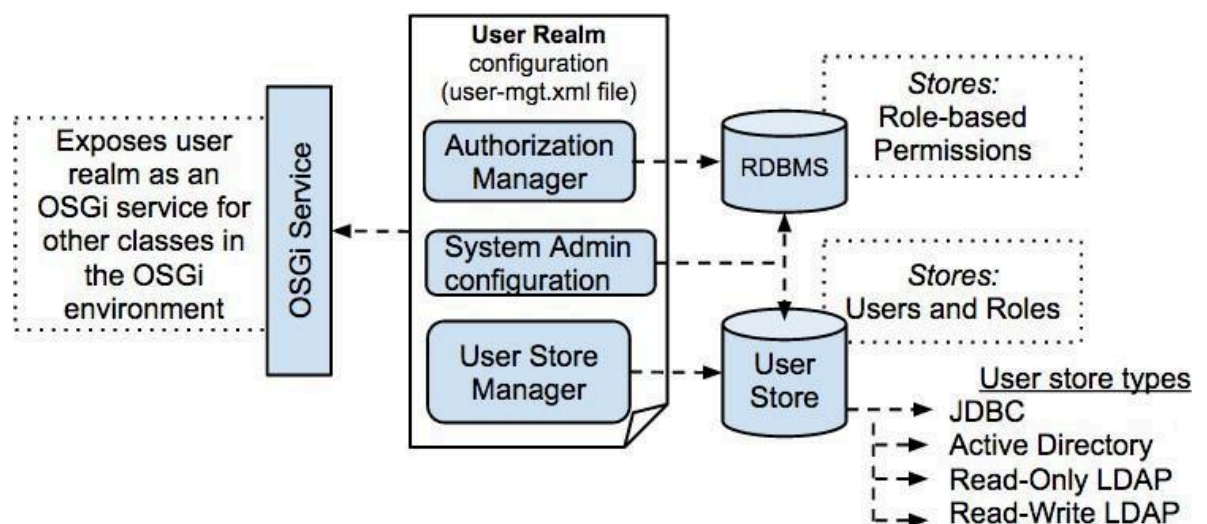 User Realm
configuration
(user-mgt.xml file)
Exposes user
realm as an
OSGi service for
other classes in
the OSGi
environment
OSGi Service
Authorization
Manager
System Admin
configuration
User Store
Manager
RDBMS
Stores:
Role-based
Permissions
User
Store
Stores:
Users and Roles
User store types
JDBC
Active Directory
Read-Only LDAP
Read-Write LDAP